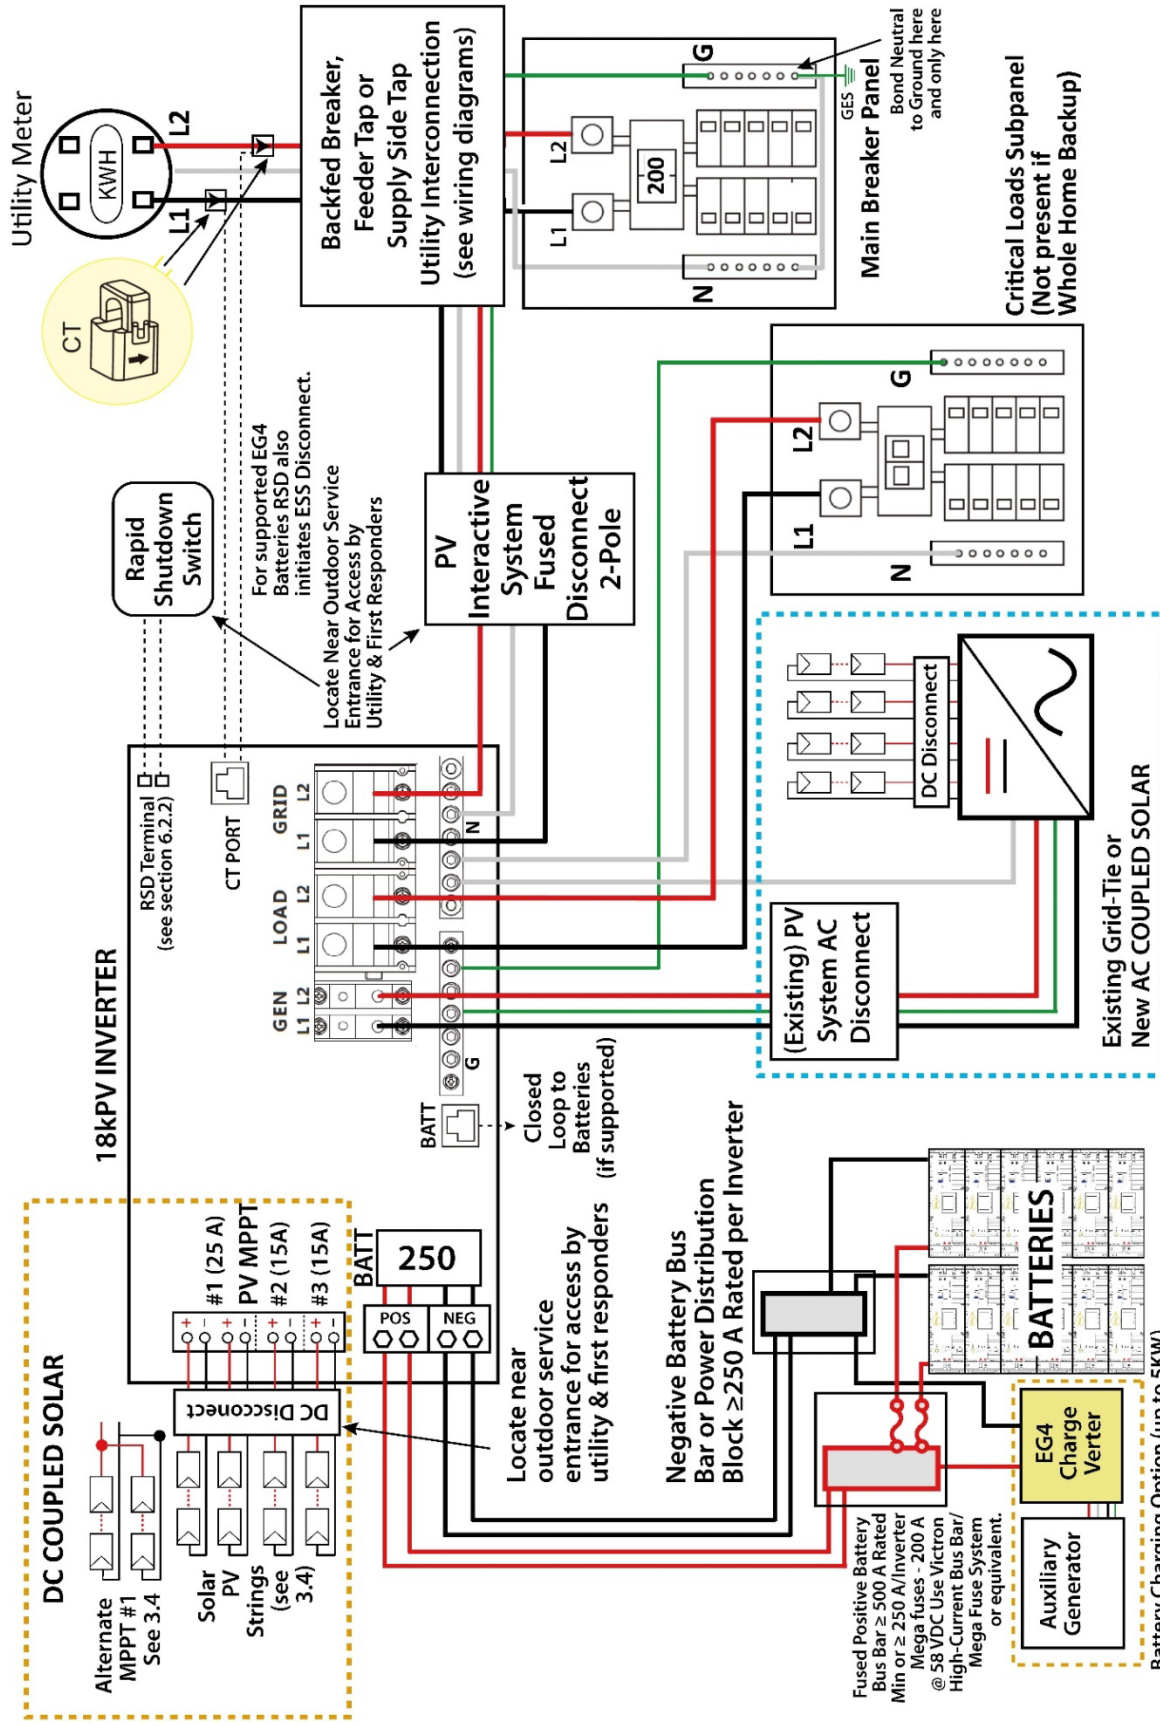 DC COUPLED SOLAR
Alternate
MPPT #1
See 3.4
Solar
PV
Strings
(see
3.4)
DC Disccnect
+
−
+
−
+
−
+
−
#1 (25 A)
PV MPPT
#2 (15A)
#3 (15A)
18kPV INVERTER
RSD Terminal
(see section 6.2.2)
CT PORT
Rapid
Shutdown
Switch
For supported EG4
Batteries RSD also
initiates ESS Disconnect.
Locate Near Outdoor Service
Entrance for Access by
Utility & First Responders
CT
Utility Meter
KWH
L1
L2
BATT
250
POS
NEG
BATT
Closed
Loop to
Batteries
(if supported)
GEN
L1
L2
LOAD
L1
L2
GRID
L1
L2
G
N
PV
Interactive
System
Fused
Disconnect
2-Pole
Backfed Breaker,
Feeder Tap or
Supply Side Tap
Utility Interconnection
(see wiring diagrams)
L1
L2
200
N
G
GES
Bond Neutral
to Ground here
and only here
Main Breaker Panel
Locate near
outdoor service
entrance for access by
utility & first responders
Negative Battery Bus
Bar or Power Distribution
Block ≥250 A Rated per Inverter
Fused Positive Battery
Bus Bar ≥ 500 A Rated
Min or ≥ 250 A/Inverter
Mega fuses - 200 A
@ 58 VDC Use Victron
High-Current Bus Bar/
Mega Fuse System
or equivalent.
BATTERIES
Auxiliary
Generator
EG4
Charge
Verter
Battery Charging Option (up to 5KW)
(Existing) PV
System AC
Disconnect
DC Disconnect
Existing Grid-Tie or
New AC COUPLED SOLAR
L1
L2
N
G
Critical Loads Subpanel
(Not present if
Whole Home Backup)